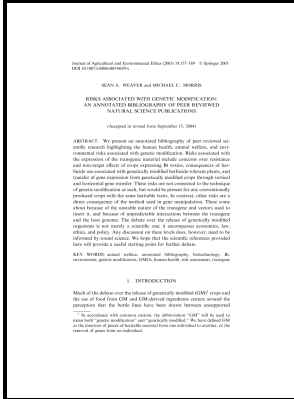 Journal of Agricultural and Environmental Ethics (2005) 18:157–189 © Springer 2005
SEAN A. WEAVER and MICHAEL C. MORRIS
RISKS ASSOCIATED WITH GENETIC MODIFICATION:
AN ANNOTATED BIBLIOGRAPHY OF PEER REVIEWED
NATURAL SCIENCE PUBLICATIONS
(Accepted in revised form September 15, 2004)
ABSTRACT. We present an annotated bibliography of peer reviewed sci-
entific research highlighting the human health, animal welfare, and envi-
ronmental risks associated with genetic modification. Risks associated with
the expression of the transgenic material include concerns over resistance
and non-target effects of crops expressing Bt toxins, consequences of her-
bicide use associated with genetically modified herbicide-tolerant plants, and
transfer of gene expression from genetically modified crops through vertical
and horizontal gene transfer. These risks are not connected to the technique
of genetic modification as such, but would be present for any conventionally
produced crops with the same heritable traits. In contrast, other risks are a
direct consequence of the method used in gene manipulation. These come
about because of the unstable nature of the transgene and vectors used to
insert it, and because of unpredictable interactions between the transgene
and the host genome. The debate over the release of genetically modified
organisms is not merely a scientific one; it encompasses economics, law,
ethics, and policy. Any discussion on these levels does, however, need to be
informed by sound science. We hope that the scientific references provided
here will provide a useful starting point for further debate.
KEY WORDS: animal welfare, annotated bibliography, biotechnology, Bt,
environment, genetic modification, GMOs, human health, risk assessment, transgene
1. INTRODUCTION
Much of the debate over the release of genetically modified (GM)¹ crops and
the use of food from GM and GM-derived ingredients centers around the
perception that the battle lines have been drawn between unsupported
¹ In accordance with common custom, the abbreviation "GM" will be used to
mean both "genetic modification" and "genetically modified." We have defined GM
as the insertion of pieces of heritable material from one individual to another, or the
removal of genes from an individual.